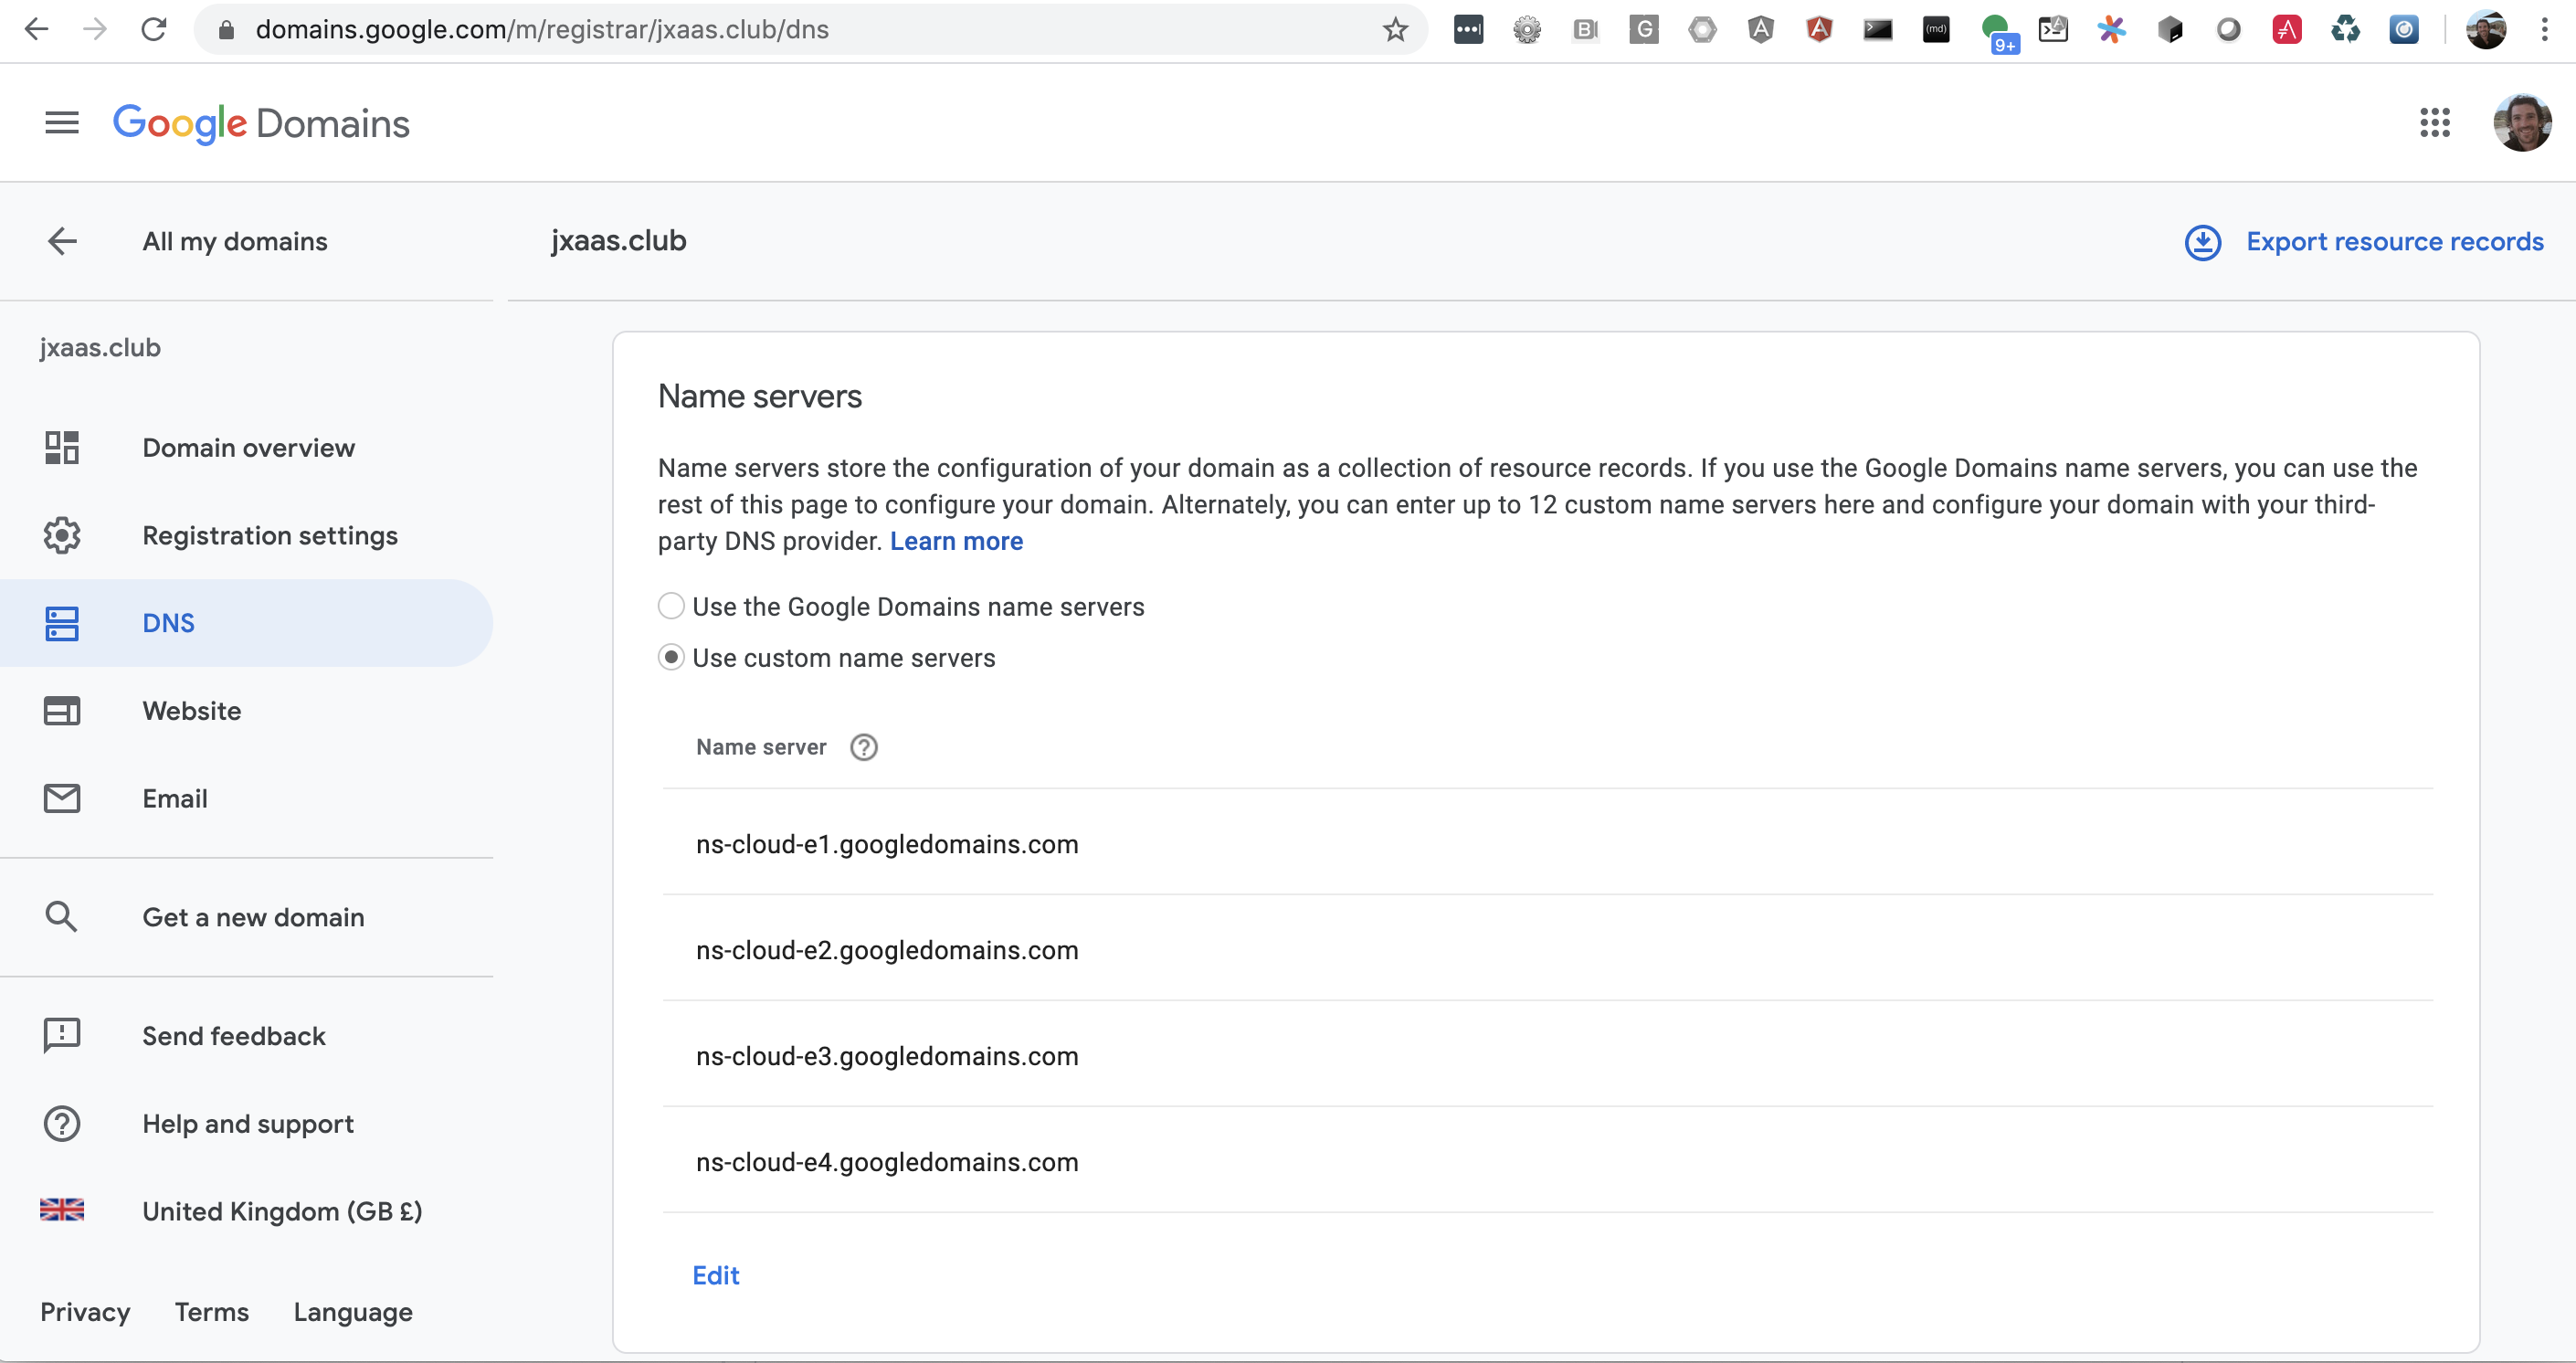 domains.google.com/m/registrar/jxaas.club/dns
B
G
A
A
(md)
9+
Google Domains
All my domains
jxaas.club
Export resource records
jxaas.club
Domain overview
Registration settings
DNS
Website
Email
Get a new domain
Send feedback
Help and support
United Kingdom (GB £)
Privacy Terms Language
Name servers
Name servers store the configuration of your domain as a collection of resource records. If you use the Google Domains name servers, you can use the
rest of this page to configure your domain. Alternately, you can enter up to 12 custom name servers here and configure your domain with your third-
party DNS provider. Learn more
Use the Google Domains name servers
Use custom name servers
Name server
ns-cloud-e1.googledomains.com
ns-cloud-e2.googledomains.com
ns-cloud-e3.googledomains.com
ns-cloud-e4.googledomains.com
Edit